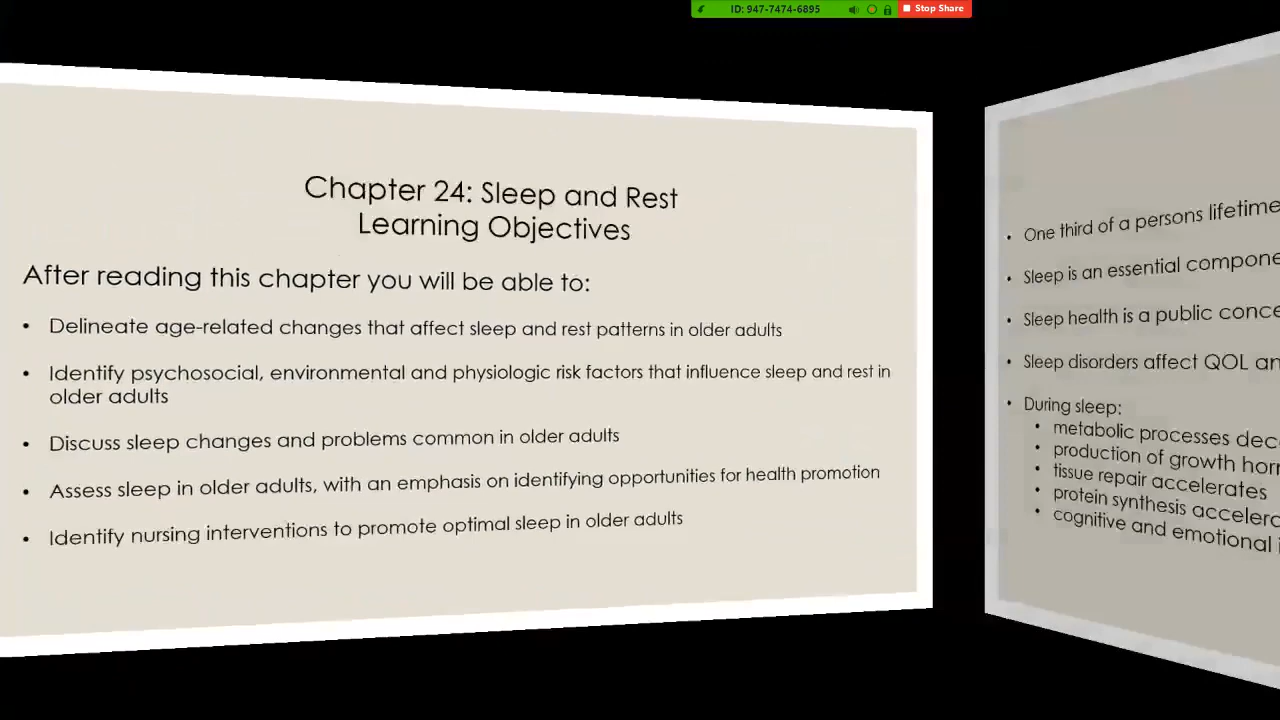 ID: 947-7474-6895
Stop Share
Chapter 24: Sleep and Rest
Learning Objectives
After reading this chapter you will be able to:
• Delineate age-related changes that affect sleep and rest patterns in older adults
• Identify psychosocial, environmental and physiologic risk factors that influence sleep and rest in
older adults
• Discuss sleep changes and problems common in older adults
• Assess sleep in older adults, with an emphasis on identifying opportunities for health promotion
• Identify nursing interventions to promote optimal sleep in older adults
• One third of a persons lifetime
• Sleep is an essential compone
• Sleep health is a public conce
• Sleep disorders affect QOL an
• During sleep:
• metabolic processes dec
• production of growth horr
• tissue repair accelerates
• protein synthesis accelera
• cognitive and emotional i